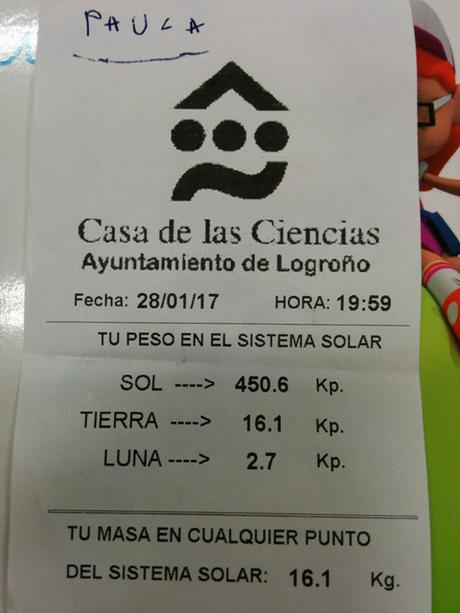 PAULA
Casa de las Ciencias
Ayuntamiento de Logroño
Fecha: 28/01/17 HORA: 19:59
TU PESO EN EL SISTEMA SOLAR
SOL ----> 450.6 Kp.
TIERRA ----> 16.1 Kp.
LUNA ----> 2.7 Kp.
TU MASA EN CUALQUIER PUNTO
DEL SISTEMA SOLAR: 16.1 Kg.